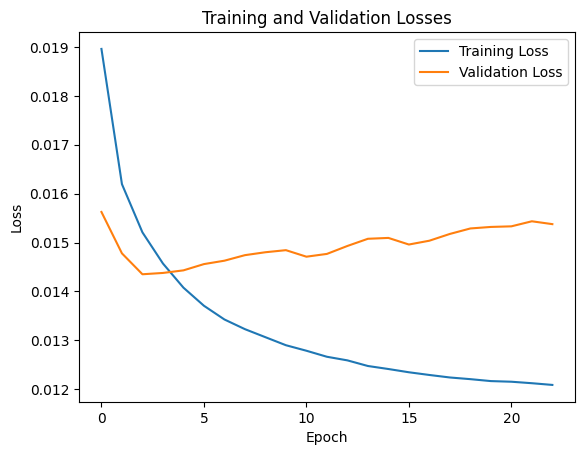 Training and Validation Losses
Training Loss
Validation Loss
Loss
0.019
0.018
0.017
0.016
0.015
0.014
0.013
0.012
0
5
10
15
20
Epoch